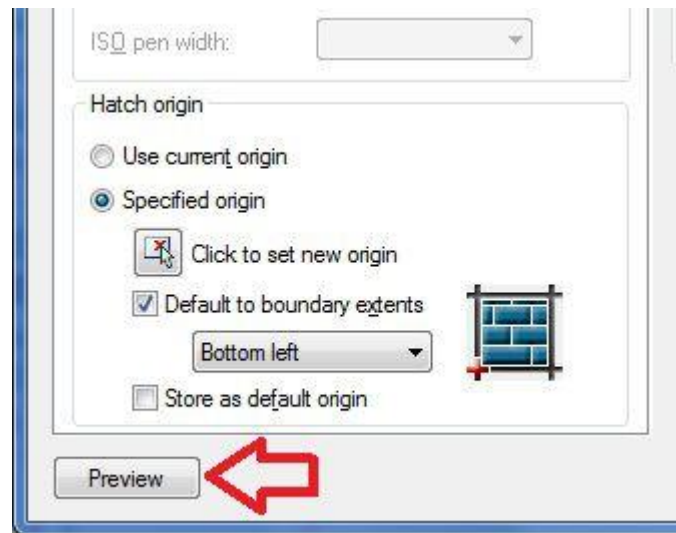 ISO pen width:
Hatch origin
Use current origin
Specified origin
Click to set new origin
Default to boundary extents
Bottom left
Store as default origin
Preview